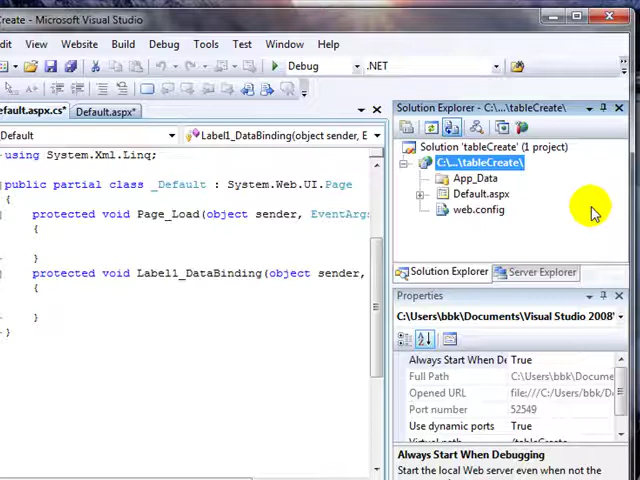 Create - Microsoft Visual Studio
dit View Website Build Debug Tools Test Window Help
Debug .NET
efault.aspx.cs* Default.aspx*
Default Label1_DataBinding(object sender,
using System.Xml.Linq;
public partial class _Default : System.Web.UI.Page
{
protected void Page_Load(object sender, EventArgs
{
}
protected void Label1_DataBinding(object sender,
{
}
}
Solution Explorer - C:\...\tableCreate\
Solution 'tableCreate' (1 project)
C:\...\tableCreate\
App_Data
Default.aspx
web.config
Solution Explorer Server Explorer
Properties
C:\Users\bbk\Documents\Visual Studio 2008'
Always Start When De True
Full Path C:\Users\bbk\Docume
Opened URL file:///C:/Users/bbk/Do
Port number 52549
Use dynamic ports True
Virtual path /tableCreate
Always Start When Debugging
Start the local Web server even when not the